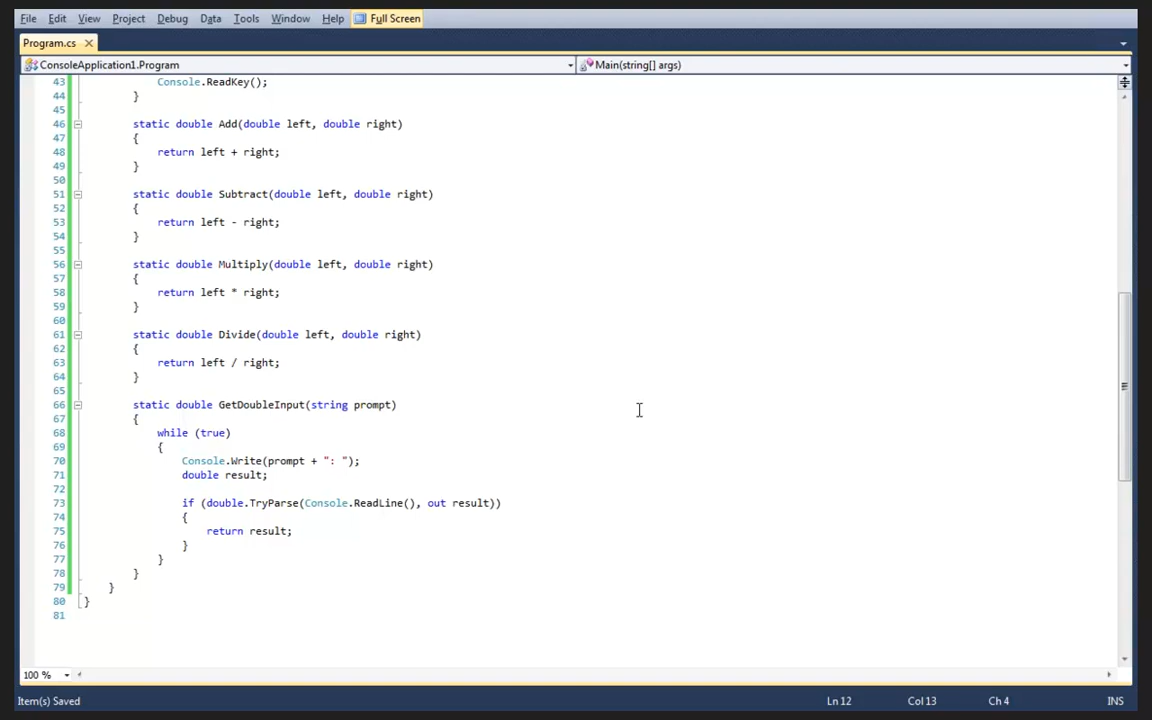 File Edit View Project Debug Data Tools Window Help Full Screen
Program.cs
ConsoleApplication1.Program Main(string[] args)
43 Console.ReadKey();
44 }
45
46 static double Add(double left, double right)
47 {
48 return left + right;
49 }
50
51 static double Subtract(double left, double right)
52 {
53 return left - right;
54 }
55
56 static double Multiply(double left, double right)
57 {
58 return left * right;
59 }
60
61 static double Divide(double left, double right)
62 {
63 return left / right;
64 }
65
66 static double GetDoubleInput(string prompt)
67 {
68 while (true)
69 {
70 Console.Write(prompt + ": ");
71 double result;
72
73 if (double.TryParse(Console.ReadLine(), out result))
74 {
75 return result;
76 }
77 }
78 }
79 }
80 }
81
100 %
Item(s) Saved Ln 12 Col 13 Ch 4 INS